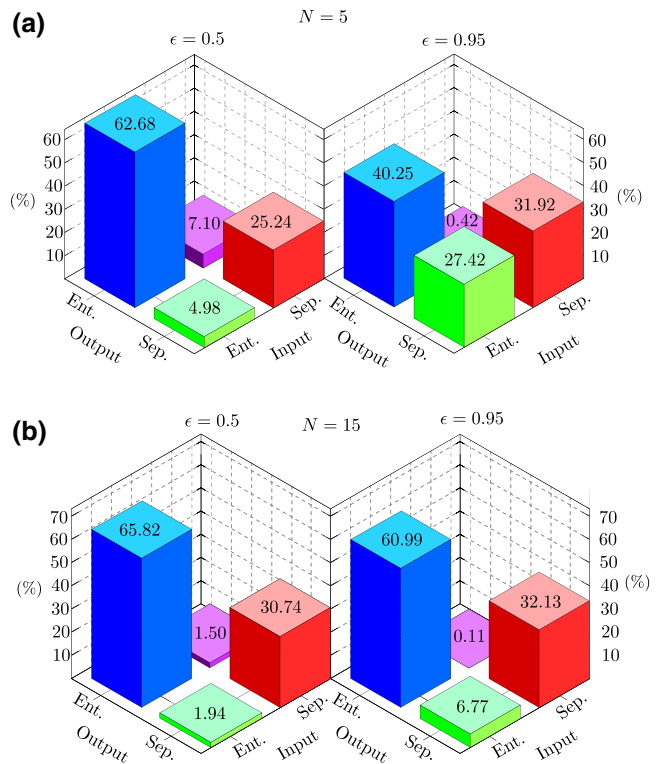 (a)
N = 5
ϵ = 0.5
ϵ = 0.95
62.68
7.10
25.24
4.98
40.25
0.42
31.92
27.42
60
50
40
(%)
30
20
10
60
50
40
(%)
30
20
10
Ent.
Output
Sep.
Ent.
Input
Sep.
Ent.
Output
Sep.
Ent.
Input
Sep.
(b)
N = 15
ϵ = 0.5
ϵ = 0.95
65.82
1.50
30.74
1.94
60.99
0.11
32.13
6.77
70
60
50
40
(%)
30
20
10
70
60
50
40
(%)
30
20
10
Ent.
Output
Sep.
Ent.
Input
Sep.
Ent.
Output
Sep.
Ent.
Input
Sep.